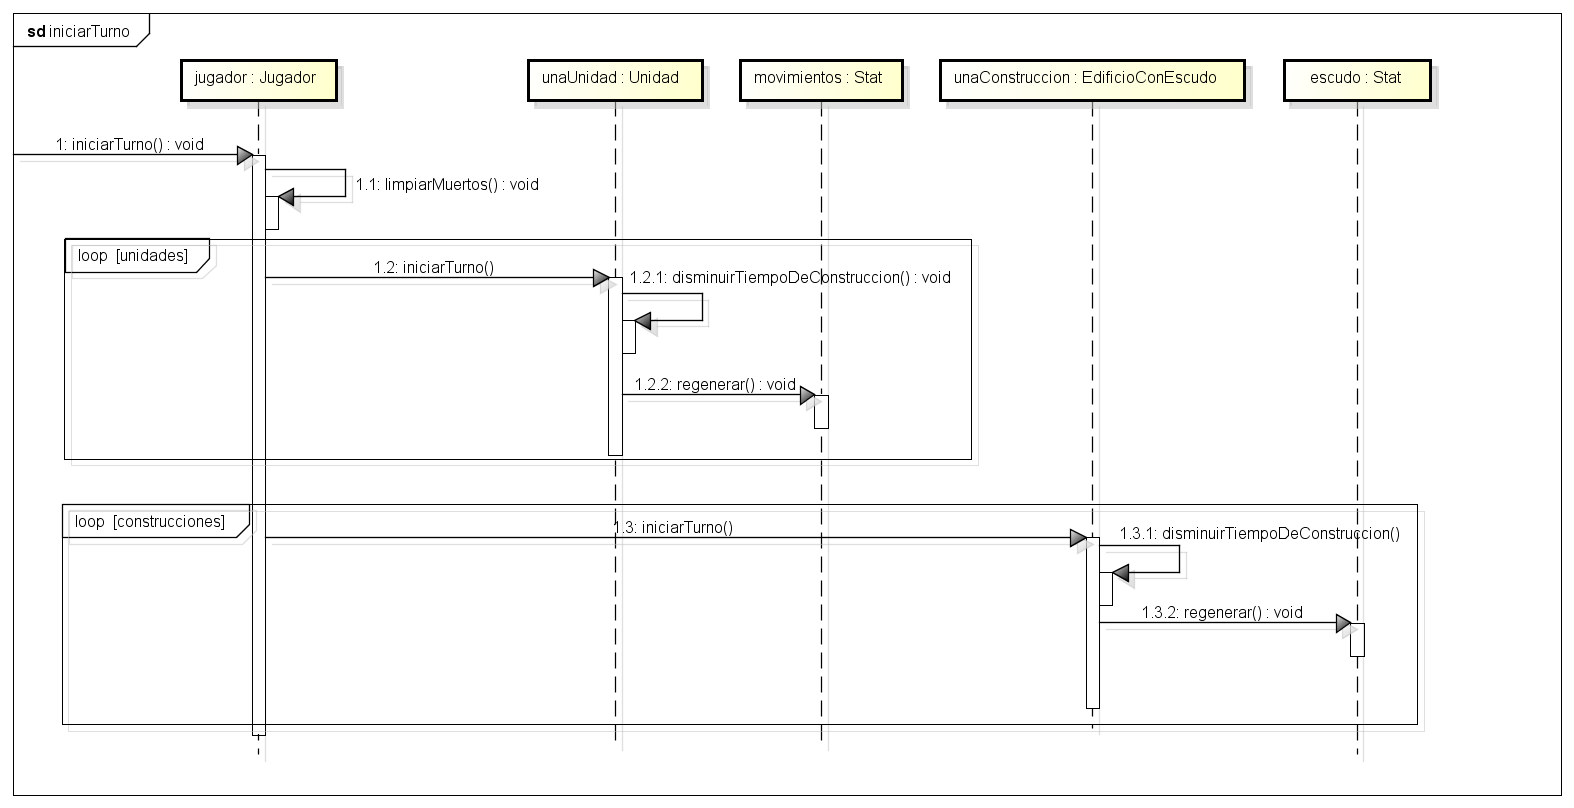 sd iniciarTurno
jugador : Jugador
unaUnidad : Unidad
movimientos : Stat
unaConstruccion : EdificioConEscudo
escudo : Stat
1: iniciarTurno() : void
1.1: limpiarMuertos() : void
loop [unidades]
1.2: iniciarTurno()
1.2.1: disminuirTiempoDeConstruccion() : void
1.2.2: regenerar() : void
loop [construcciones]
1.3: iniciarTurno()
1.3.1: disminuirTiempoDeConstruccion()
1.3.2: regenerar() : void